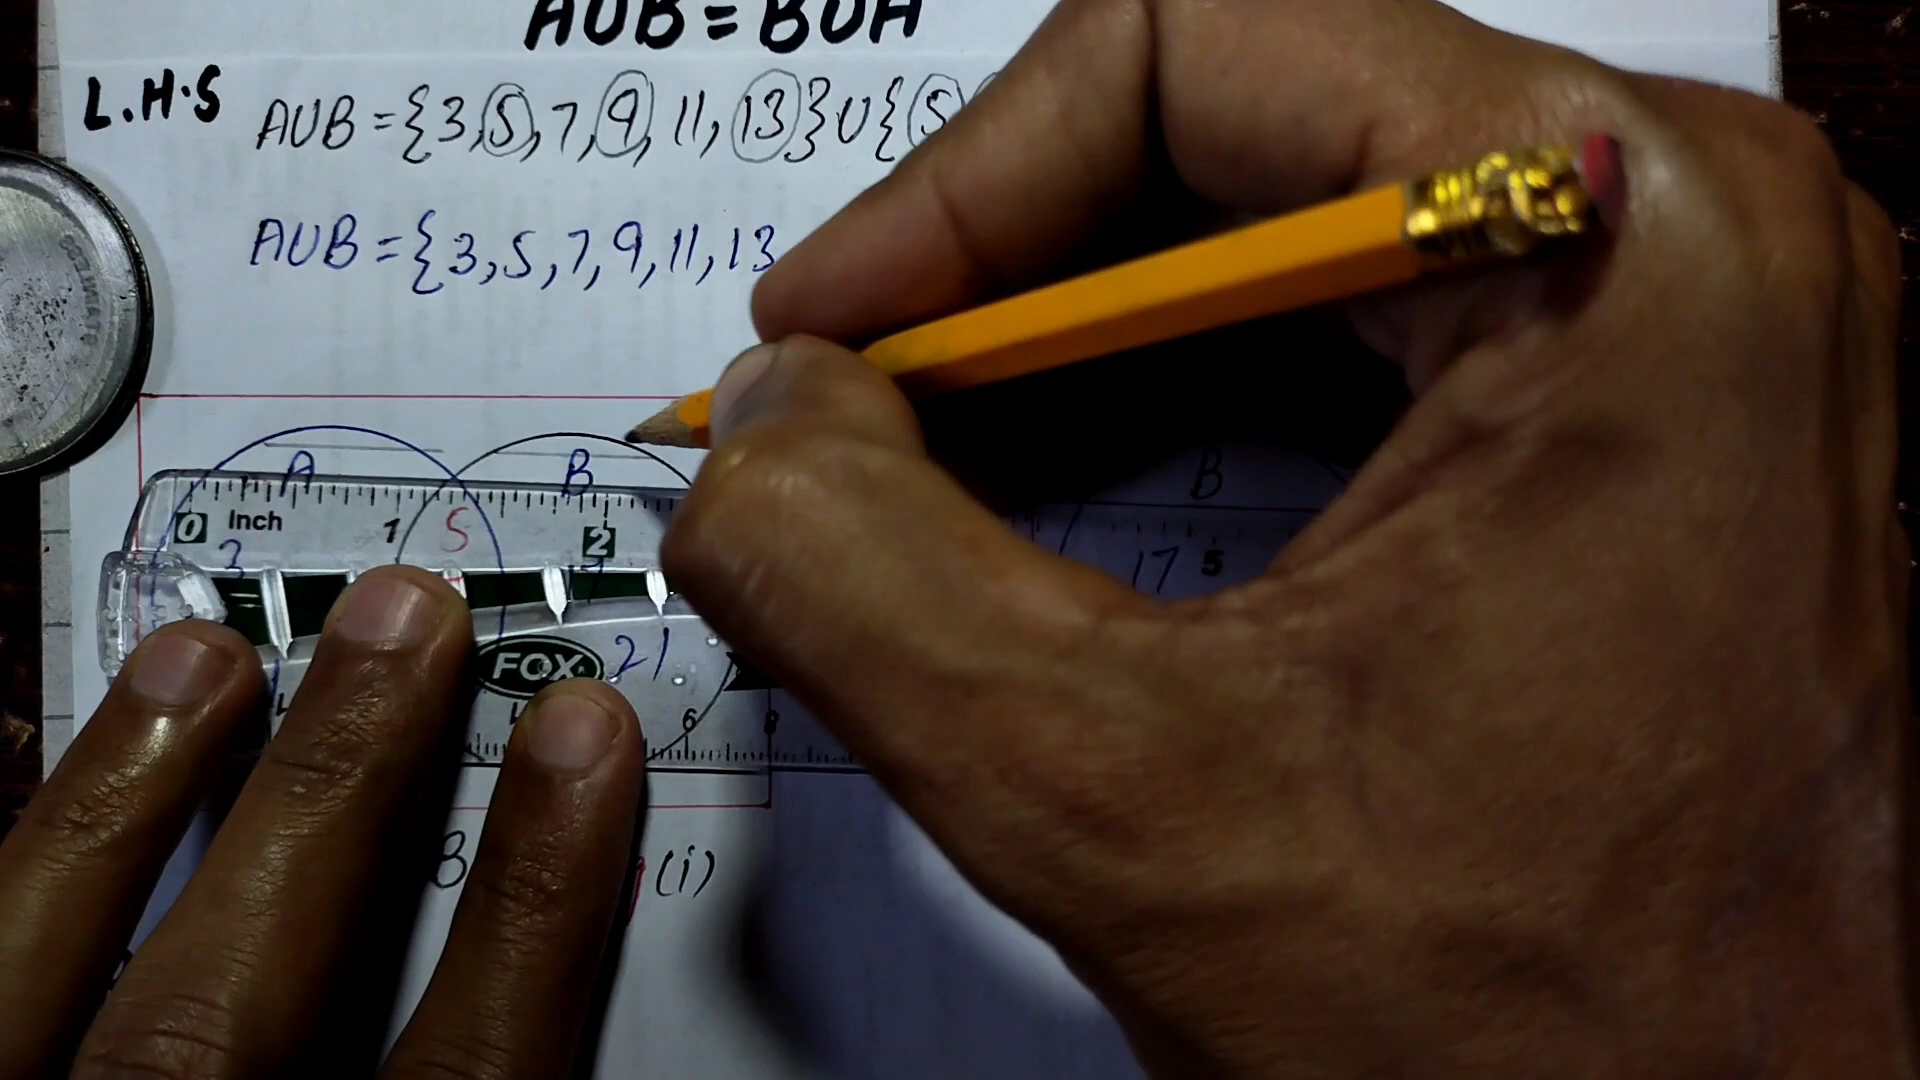 AUB = BUA
L.H.S AUB = {3, 5, 7, 9, 11, 13} U {5
AUB = {3, 5, 7, 9, 11, 13
A B B
0 Inch 1 5 2
3 17 5
FOX 21
6 8
B (i)